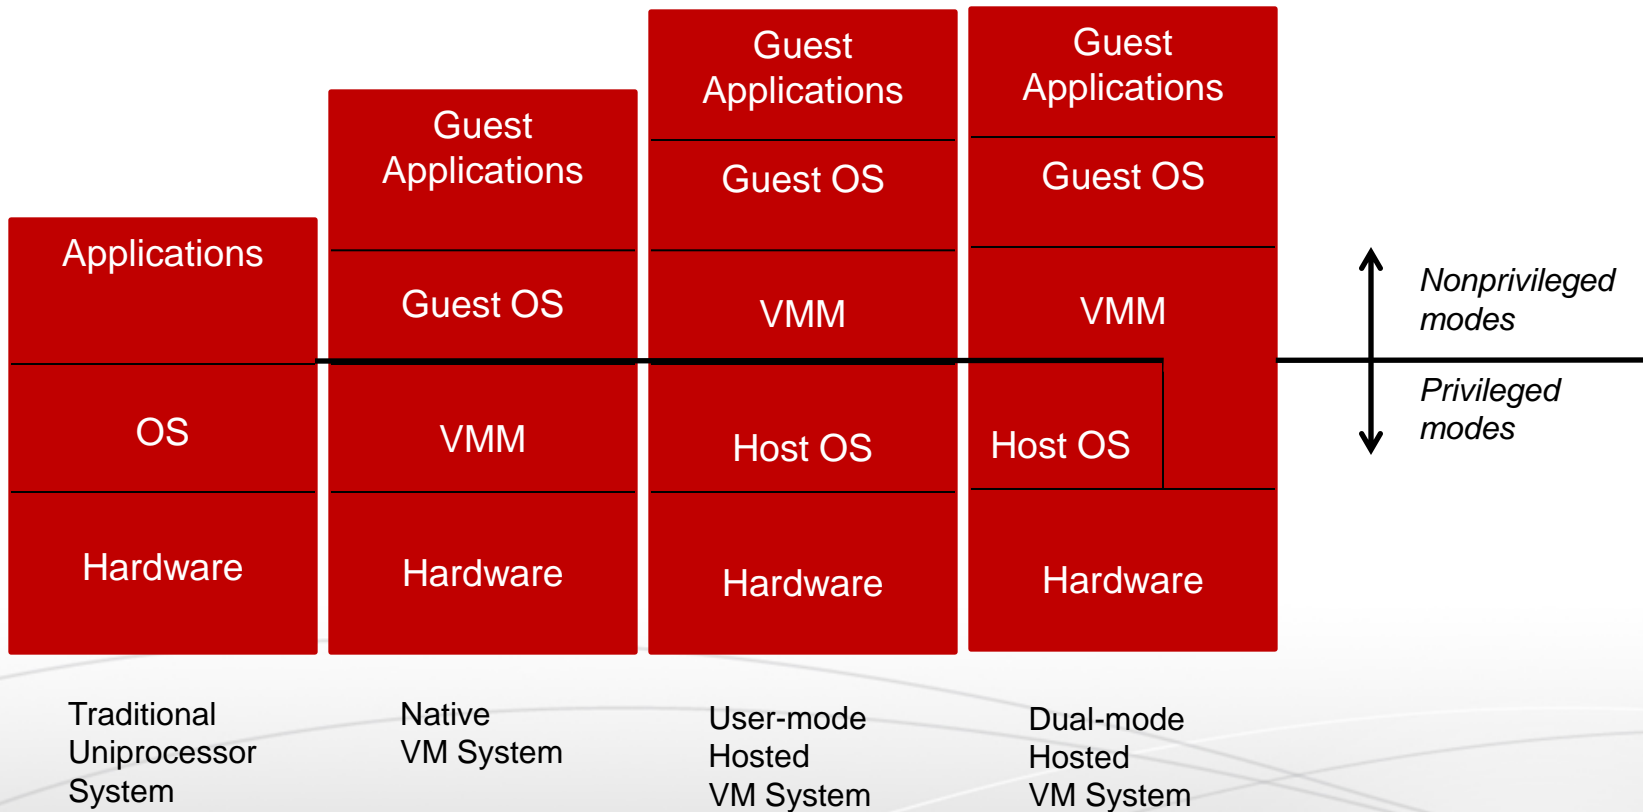 Applications
OS
Hardware
Traditional
Uniprocessor
System
Guest
Applications
Guest OS
VMM
Hardware
Native
VM System
Guest
Applications
Guest OS
VMM
Host OS
Hardware
User-mode
Hosted
VM System
Guest
Applications
Guest OS
VMM
Host OS
Hardware
Dual-mode
Hosted
VM System
Nonprivileged
modes
Privileged
modes